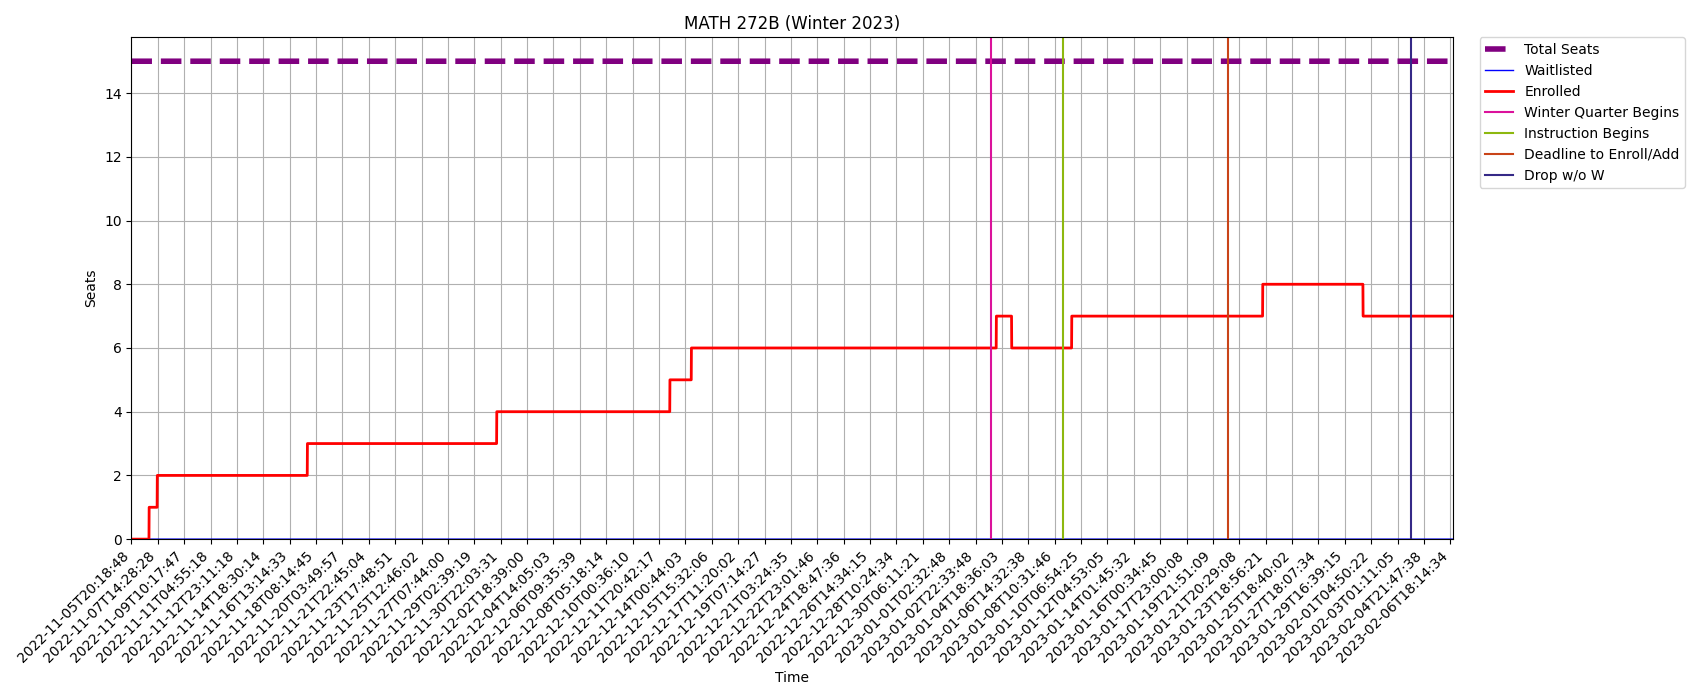 MATH 272B (Winter 2023)
Total Seats
Waitlisted
Enrolled
Winter Quarter Begins
Instruction Begins
Deadline to Enroll/Add
Drop w/o W
Seats
14
12
10
8
6
4
2
0
2022-11-05T20:18:48
2022-11-07T14:28:28
2022-11-09T10:17:47
2022-11-11T04:55:18
2022-11-12T23:11:18
2022-11-14T18:30:14
2022-11-16T13:14:33
2022-11-18T08:14:45
2022-11-20T03:49:57
2022-11-21T22:45:04
2022-11-23T17:48:51
2022-11-25T12:46:02
2022-11-27T07:44:00
2022-11-29T02:39:19
2022-11-30T22:03:31
2022-12-02T18:39:00
2022-12-04T14:05:03
2022-12-06T09:35:39
2022-12-08T05:18:14
2022-12-10T00:36:10
2022-12-11T20:42:17
2022-12-14T00:44:03
2022-12-15T15:32:06
2022-12-17T11:20:02
2022-12-19T07:14:27
2022-12-21T03:24:35
2022-12-22T23:01:46
2022-12-24T18:47:36
2022-12-26T14:34:15
2022-12-28T10:24:34
2022-12-30T06:11:21
2023-01-01T02:32:48
2023-01-02T22:33:48
2023-01-04T18:36:03
2023-01-06T14:32:38
2023-01-08T10:31:46
2023-01-10T06:54:25
2023-01-12T04:53:05
2023-01-14T01:45:32
2023-01-16T00:34:45
2023-01-17T23:00:08
2023-01-19T21:51:09
2023-01-21T20:29:08
2023-01-23T18:56:21
2023-01-25T18:40:02
2023-01-27T18:07:34
2023-01-29T16:39:15
2023-02-01T04:50:22
2023-02-03T01:11:05
2023-02-04T21:47:38
2023-02-06T18:14:34
Time